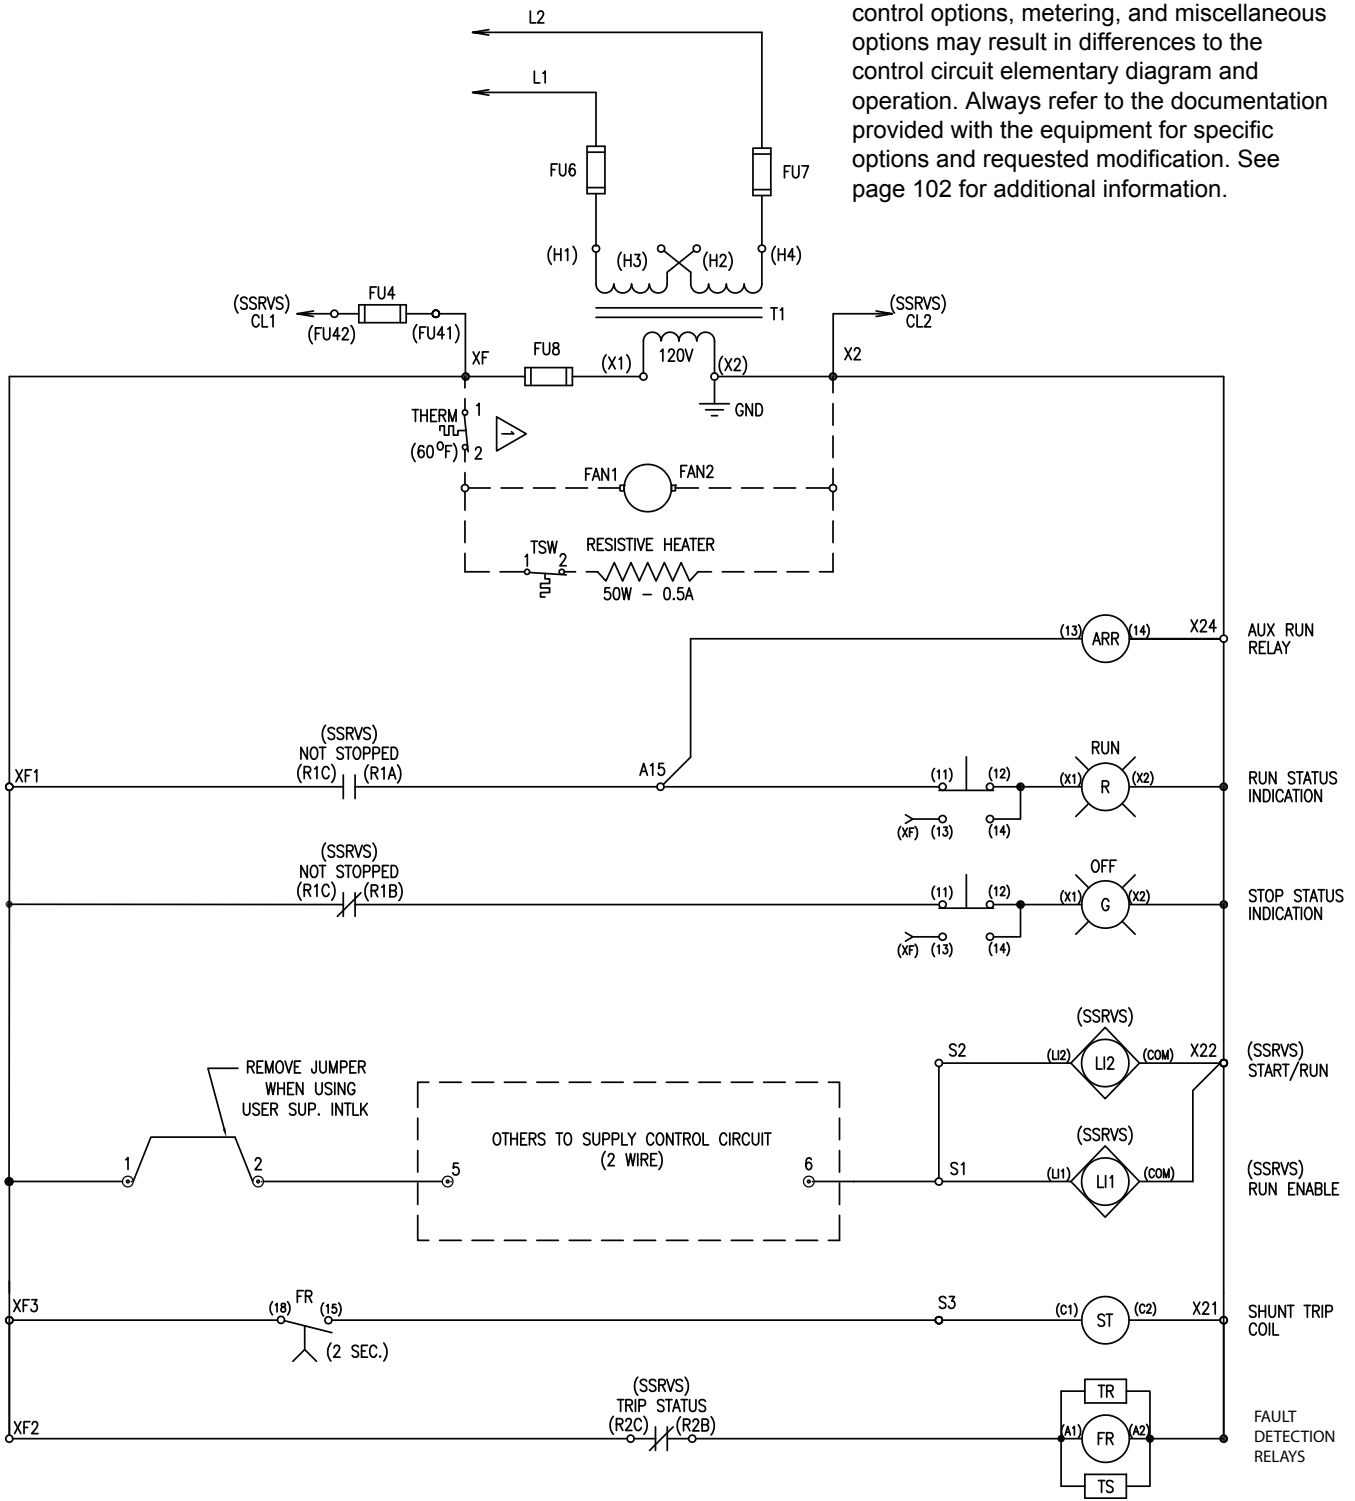 control options, metering, and miscellaneous
options may result in differences to the
control circuit elementary diagram and
operation. Always refer to the documentation
provided with the equipment for specific
options and requested modification. See
page 102 for additional information.
L2
L1
FU6
FU7
(H1)
(H3)
(H2)
(H4)
T1
(SSRVS)
CL1
(FU42)
FU4
(FU41)
(SSRVS)
CL2
XF
FU8
(X1)
120V
(X2)
X2
GND
THERM
1
(60°F)
2
1
FAN1
FAN2
TSW
1
2
RESISTIVE HEATER
50W – 0.5A
(13)
ARR
(14)
X24
AUX RUN
RELAY
(SSRVS)
NOT STOPPED
(R1C) (R1A)
XF1
A15
(11)
(12)
(XF) (13)
(14)
RUN
(X1)
R
(X2)
RUN STATUS
INDICATION
(SSRVS)
NOT STOPPED
(R1C) (R1B)
(11)
(12)
(XF) (13)
(14)
OFF
(X1)
G
(X2)
STOP STATUS
INDICATION
REMOVE JUMPER
WHEN USING
USER SUP. INTLK
S2
(SSRVS)
(LI2)
LI2
(COM)
X22
(SSRVS)
START/RUN
1
2
5
OTHERS TO SUPPLY CONTROL CIRCUIT
(2 WIRE)
6
S1
(SSRVS)
(LI1)
LI1
(COM)
(SSRVS)
RUN ENABLE
XF3
(18)
FR
(15)
(2 SEC.)
S3
(C1)
ST
(C2)
X21
SHUNT TRIP
COIL
XF2
(SSRVS)
TRIP STATUS
(R2C) (R2B)
TR
(A1)
FR
(A2)
TS
FAULT
DETECTION
RELAYS